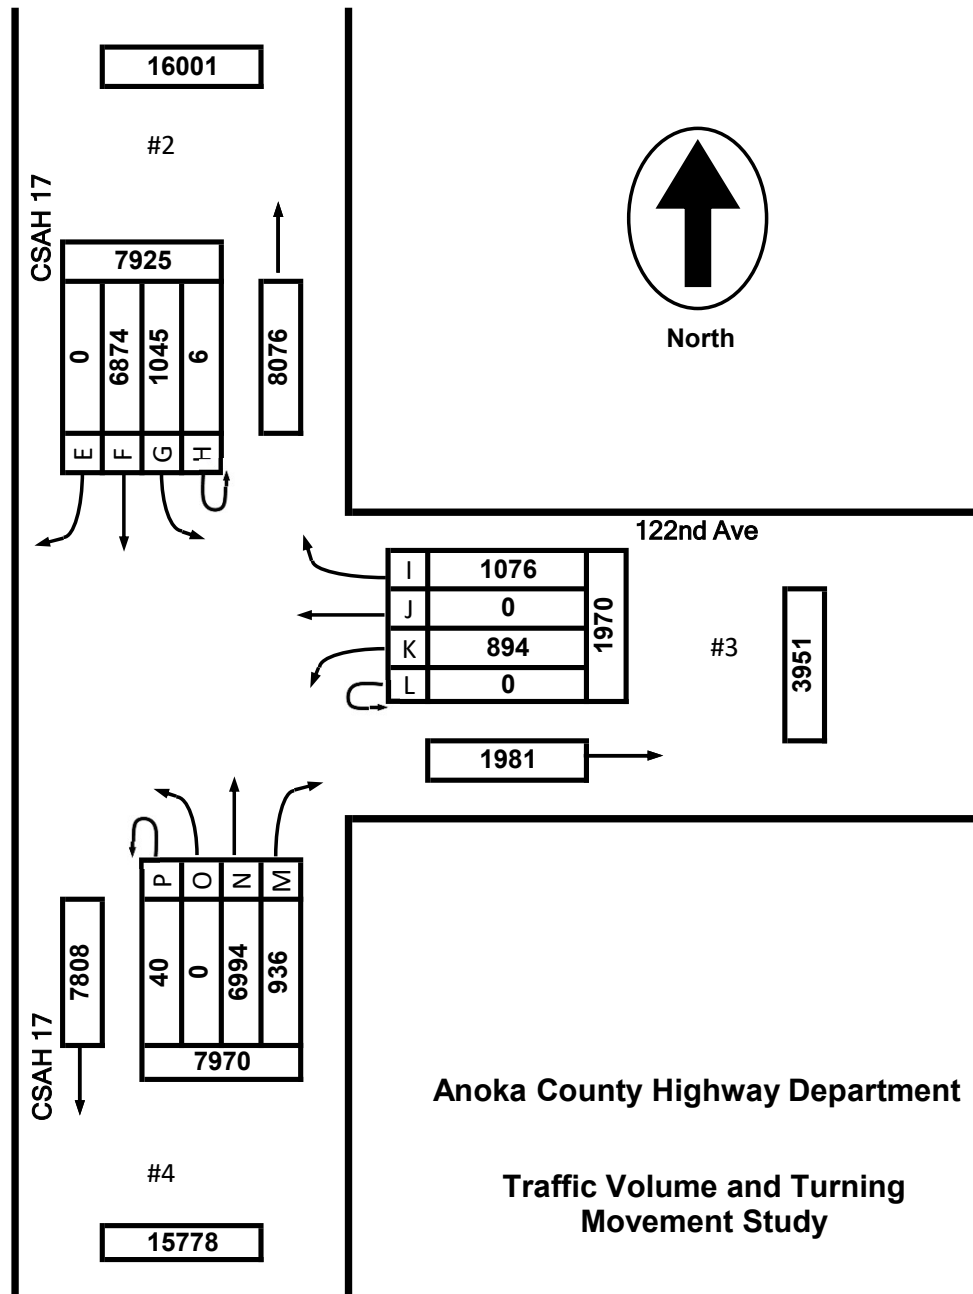 16001
#2
CSAH 17
7925
0
6874
1045
6
8076
E
F
G
H
North
122nd Ave
I
1076
J
0
K
894
L
0
1970
#3
3951
1981
P
O
N
M
40
0
6994
936
7808
7970
CSAH 17
#4
15778
Anoka County Highway Department
Traffic Volume and Turning
Movement Study